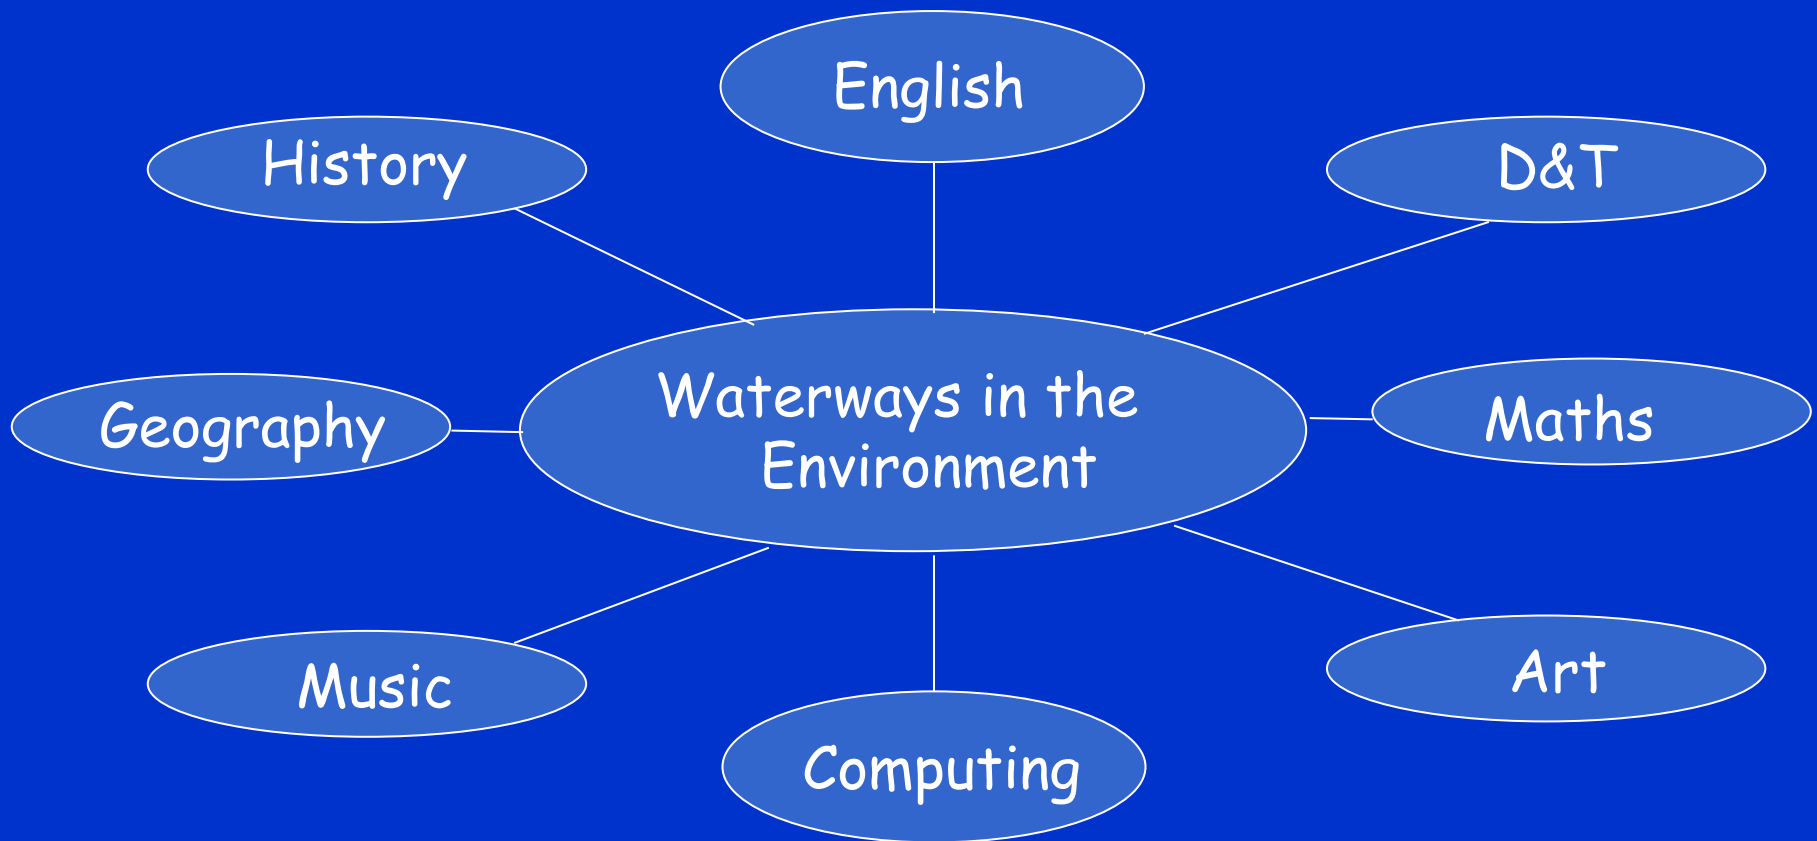 English
History
D&T
Waterways in the
Environment
Geography
Maths
Music
Art
Computing